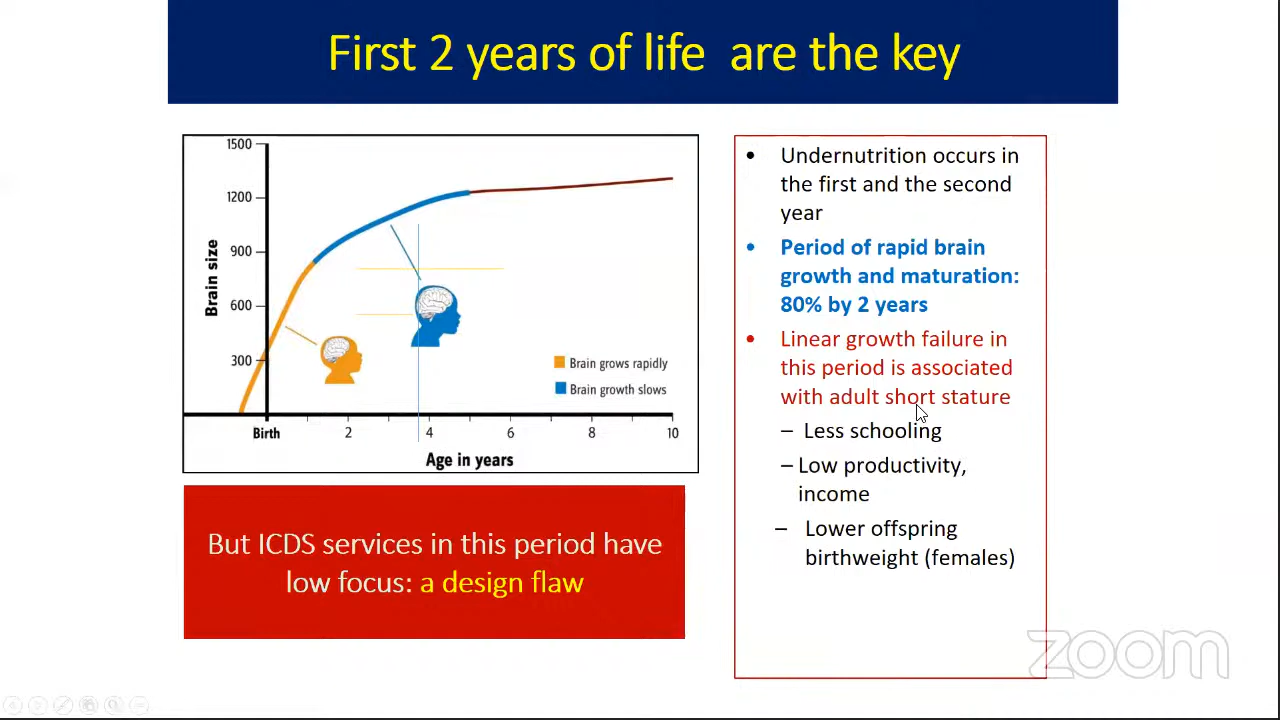 First 2 years of life are the key
1500
1200
900
600
300
Brain size
Brain grows rapidly
Brain growth slows
Birth 2 4 6 8 10
Age in years
But ICDS services in this period have
low focus: a design flaw
• Undernutrition occurs in
the first and the second
year
• Period of rapid brain
growth and maturation:
80% by 2 years
• Linear growth failure in
this period is associated
with adult short stature
– Less schooling
– Low productivity,
income
– Lower offspring
birthweight (females)
zoom